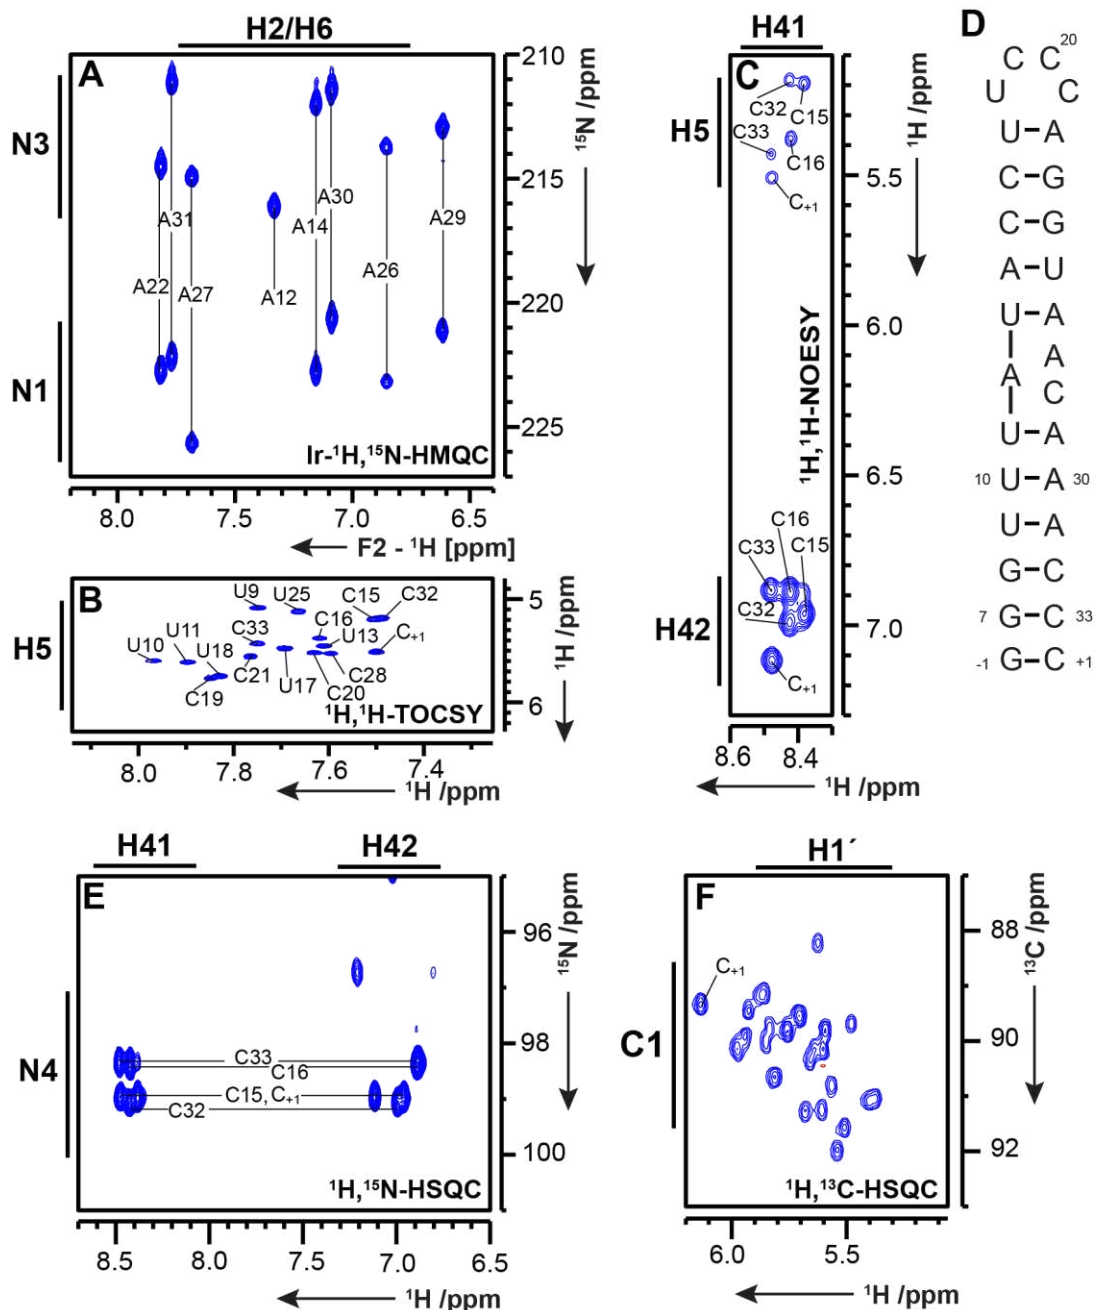 H2/H6
A
N3
N1
A31
A22
A27
A12
A14
A30
A26
A29
Ir-¹H,¹⁵N-HMQC
210
215
220
225
¹⁵N /ppm
8.0 7.5 7.0 6.5
F2 - ¹H [ppm]
B
H5
U9 U25 C15 C32
U10 U11 U18 C33 C16 U13 C₊₁
C19 C21 U17 C20 C28
¹H,¹H-TOCSY
5
6
¹H /ppm
8.0 7.8 7.6 7.4
¹H /ppm
H41
C
H5
C32 C15
C33 C16
C₊₁
¹H,¹H-NOESY
H42
C16
C33 C15
C32
C₊₁
5.5
6.0
6.5
7.0
¹H /ppm
8.6 8.4
¹H /ppm
D
20
C C
U C
U A
C G
C G
A U
U–A
A A
C
U–A
10 U–A 30
U–A
G–C
7 G–C 33
-1 G–C +1
H41 H42
E
N4
C33
C16
C15, C₊₁
C32
¹H,¹⁵N-HSQC
96
98
100
¹⁵N /ppm
8.5 8.0 7.5 7.0 6.5
¹H /ppm
H1´
F
C1
C₊₁
¹H,¹³C-HSQC
88
90
92
¹³C /ppm
6.0 5.5
¹H /ppm